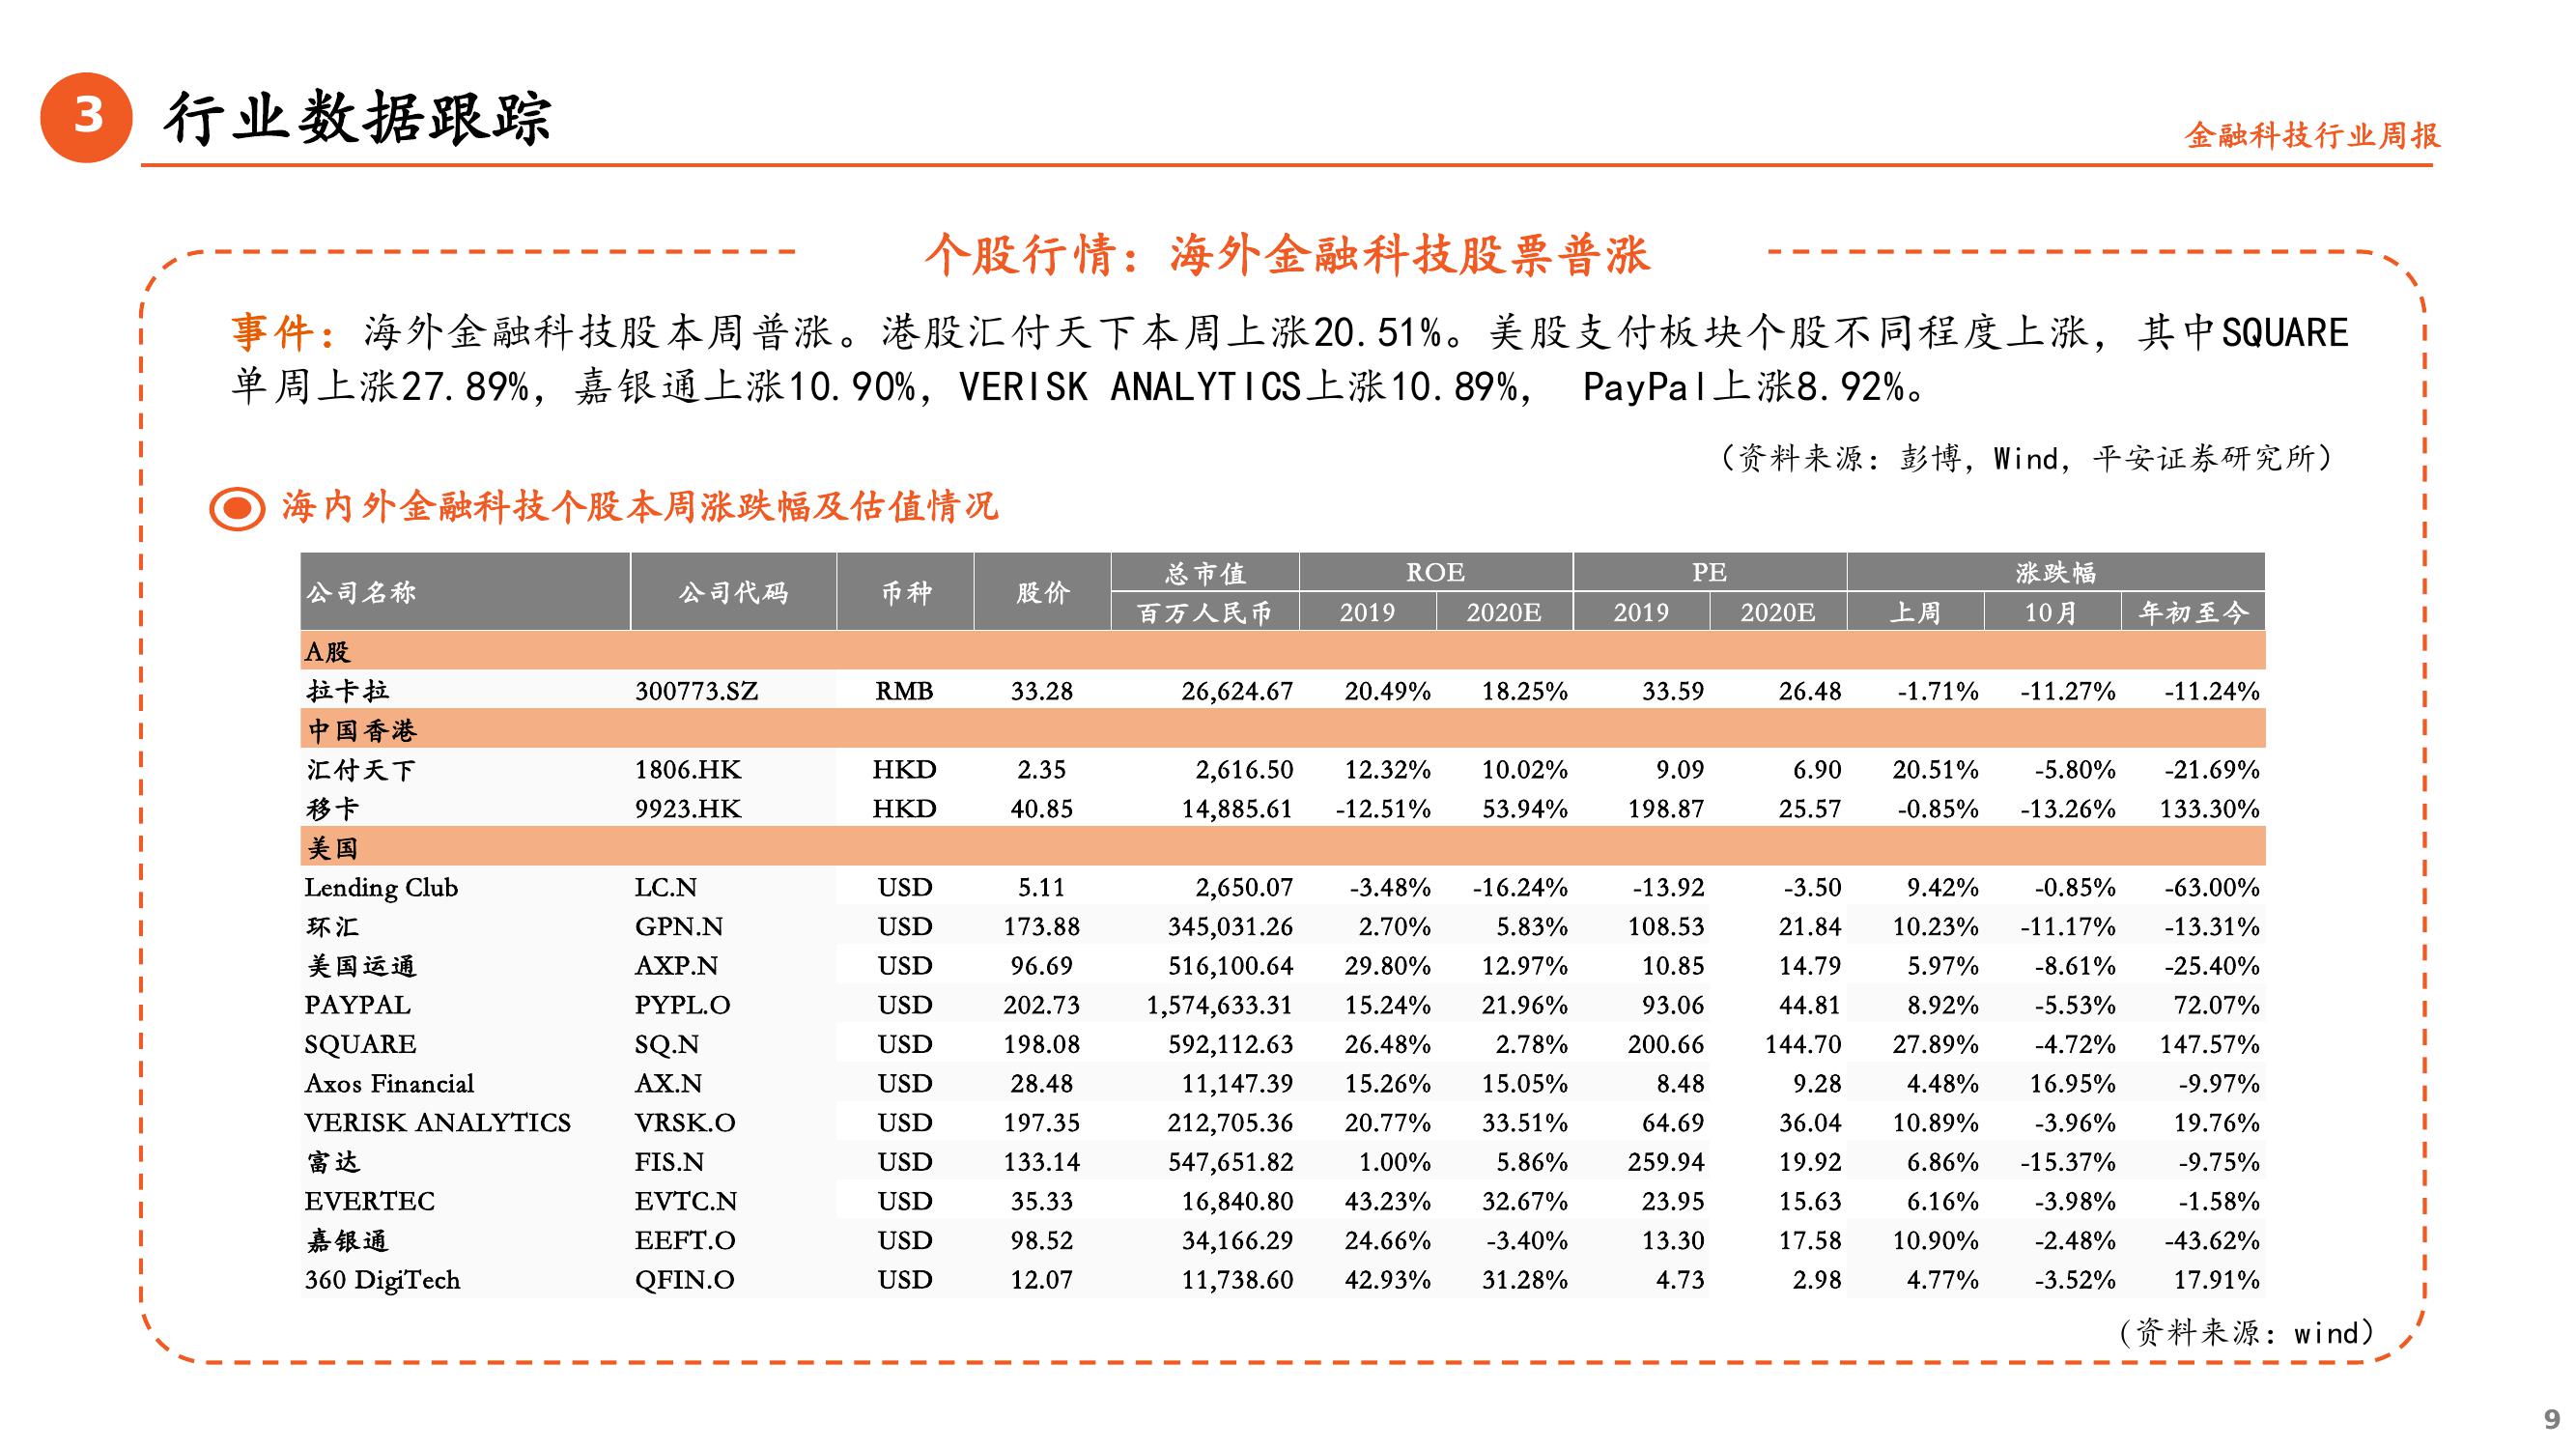 3 行业数据跟踪
金融科技行业周报
个股行情：海外金融科技股票普涨
事件：海外金融科技股本周普涨。港股汇付天下本周上涨20.51%。美股支付板块个股不同程度上涨，其中SQUARE
单周上涨27.89%，嘉银通上涨10.90%，VERISK ANALYTICS上涨10.89%， PayPal上涨8.92%。
（资料来源：彭博，Wind，平安证券研究所）
海内外金融科技个股本周涨跌幅及估值情况
公司名称 公司代码 币种 股价 总市值 ROE PE 涨跌幅
百万人民币 2019 2020E 2019 2020E 上周 10月 年初至今
A股
拉卡拉 300773.SZ RMB 33.28 26,624.67 20.49% 18.25% 33.59 26.48 -1.71% -11.27% -11.24%
中国香港
汇付天下 1806.HK HKD 2.35 2,616.50 12.32% 10.02% 9.09 6.90 20.51% -5.80% -21.69%
移卡 9923.HK HKD 40.85 14,885.61 -12.51% 53.94% 198.87 25.57 -0.85% -13.26% 133.30%
美国
Lending Club LC.N USD 5.11 2,650.07 -3.48% -16.24% -13.92 -3.50 9.42% -0.85% -63.00%
环汇 GPN.N USD 173.88 345,031.26 2.70% 5.83% 108.53 21.84 10.23% -11.17% -13.31%
美国运通 AXP.N USD 96.69 516,100.64 29.80% 12.97% 10.85 14.79 5.97% -8.61% -25.40%
PAYPAL PYPL.O USD 202.73 1,574,633.31 15.24% 21.96% 93.06 44.81 8.92% -5.53% 72.07%
SQUARE SQ.N USD 198.08 592,112.63 26.48% 2.78% 200.66 144.70 27.89% -4.72% 147.57%
Axos Financial AX.N USD 28.48 11,147.39 15.26% 15.05% 8.48 9.28 4.48% 16.95% -9.97%
VERISK ANALYTICS VRSK.O USD 197.35 212,705.36 20.77% 33.51% 64.69 36.04 10.89% -3.96% 19.76%
富达 FIS.N USD 133.14 547,651.82 1.00% 5.86% 259.94 19.92 6.86% -15.37% -9.75%
EVERTEC EVTC.N USD 35.33 16,840.80 43.23% 32.67% 23.95 15.63 6.16% -3.98% -1.58%
嘉银通 EEFT.O USD 98.52 34,166.29 24.66% -3.40% 13.30 17.58 10.90% -2.48% -43.62%
360 DigiTech QFIN.O USD 12.07 11,738.60 42.93% 31.28% 4.73 2.98 4.77% -3.52% 17.91%
（资料来源：wind）
9